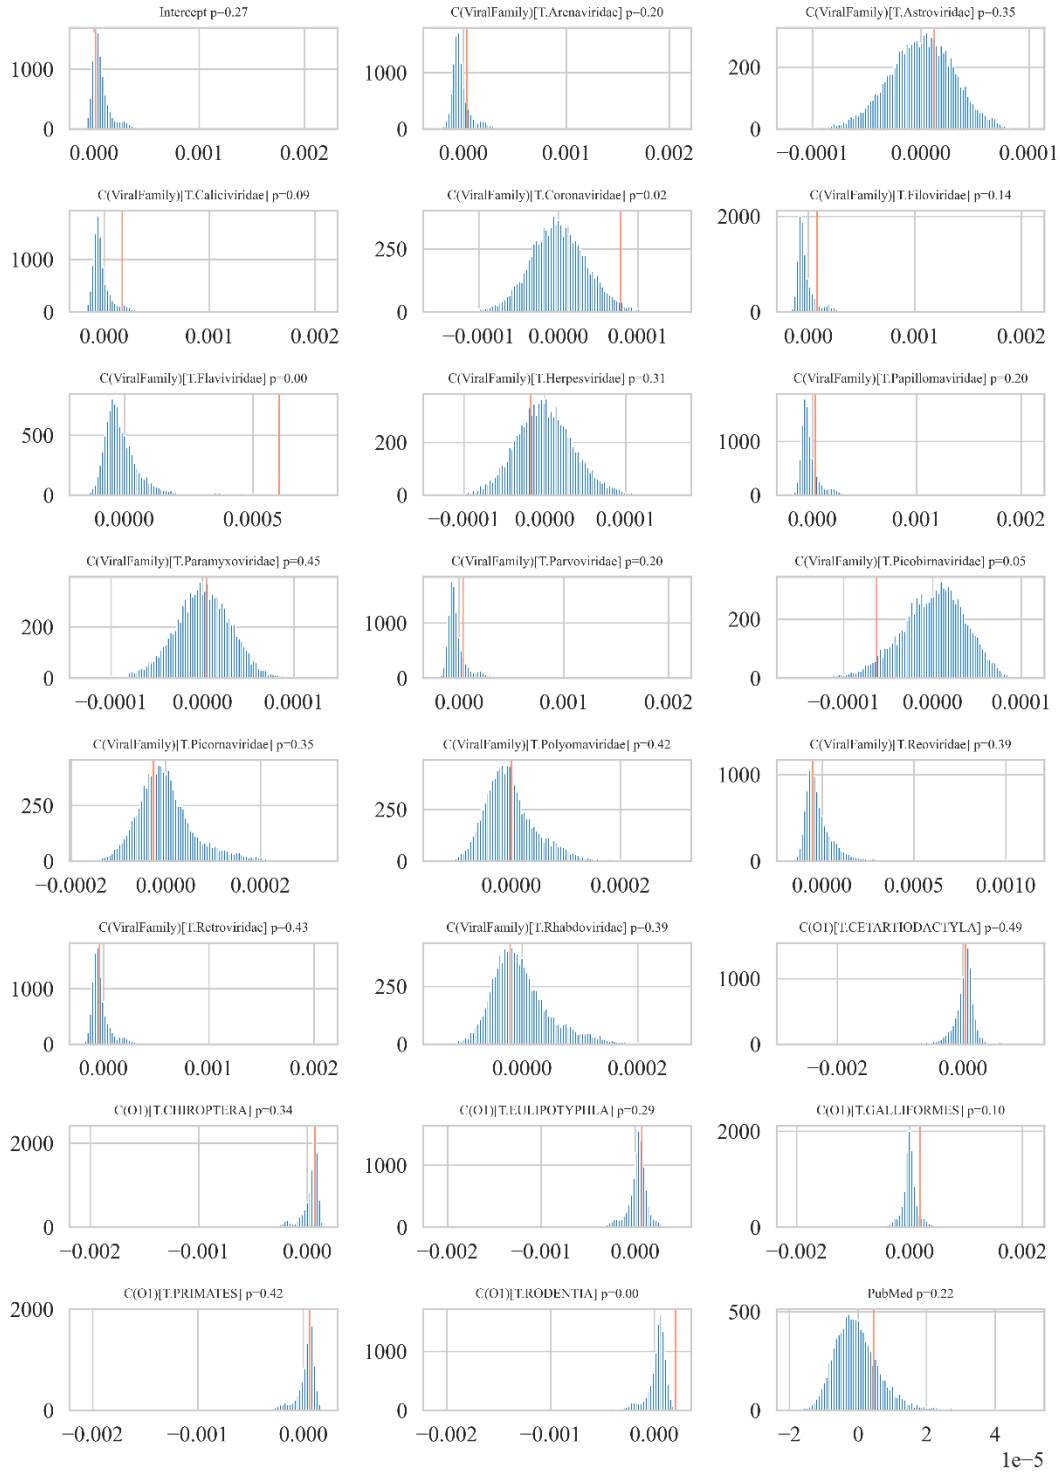 Intercept p=0.27
C(ViralFamily)[T.Arenaviridae] p=0.20
C(ViralFamily)[T.Astroviridae] p=0.35
1000
0
0.000 0.001 0.002
1000
0
0.000 0.001 0.002
200
0
−0.0001 0.0000 0.0001
C(ViralFamily)[T.Caliciviridae] p=0.09
C(ViralFamily)[T.Coronaviridae] p=0.02
C(ViralFamily)[T.Filoviridae] p=0.14
1000
0
0.000 0.001 0.002
250
0
−0.0001 0.0000 0.0001
2000
1000
0
0.000 0.001 0.002
C(ViralFamily)[T.Flaviviridae] p=0.00
C(ViralFamily)[T.Herpesviridae] p=0.31
C(ViralFamily)[T.Papillomaviridae] p=0.20
500
0
0.0000 0.0005
200
0
−0.0001 0.0000 0.0001
1000
0
0.000 0.001 0.002
C(ViralFamily)[T.Paramyxoviridae] p=0.45
C(ViralFamily)[T.Parvoviridae] p=0.20
C(ViralFamily)[T.Picobirnaviridae] p=0.05
200
0
−0.0001 0.0000 0.0001
1000
0
0.000 0.001 0.002
200
0
−0.0001 0.0000 0.0001
C(ViralFamily)[T.Picornaviridae] p=0.35
C(ViralFamily)[T.Polyomaviridae] p=0.42
C(ViralFamily)[T.Reoviridae] p=0.39
250
0
−0.0002 0.0000 0.0002
250
0
0.0000 0.0002
1000
0
0.0000 0.0005 0.0010
C(ViralFamily)[T.Retroviridae] p=0.43
C(ViralFamily)[T.Rhabdoviridae] p=0.39
C(O1)[T.CETARTIODACTYLA] p=0.49
1000
0
0.000 0.001 0.002
250
0
0.0000 0.0002
1000
0
−0.002 0.000
C(O1)[T.CHIROPTERA] p=0.34
C(O1)[T.EULIPOTYPHLA] p=0.29
C(O1)[T.GALLIFORMES] p=0.10
2000
0
−0.002 −0.001 0.000
1000
0
−0.002 −0.001 0.000
2000
0
−0.002 0.000 0.002
C(O1)[T.PRIMATES] p=0.42
C(O1)[T.RODENTIA] p=0.00
PubMed p=0.22
2000
0
−0.002 −0.001 0.000
1000
0
−0.002 −0.001 0.000
500
0
−2 0 2 4
1e−5